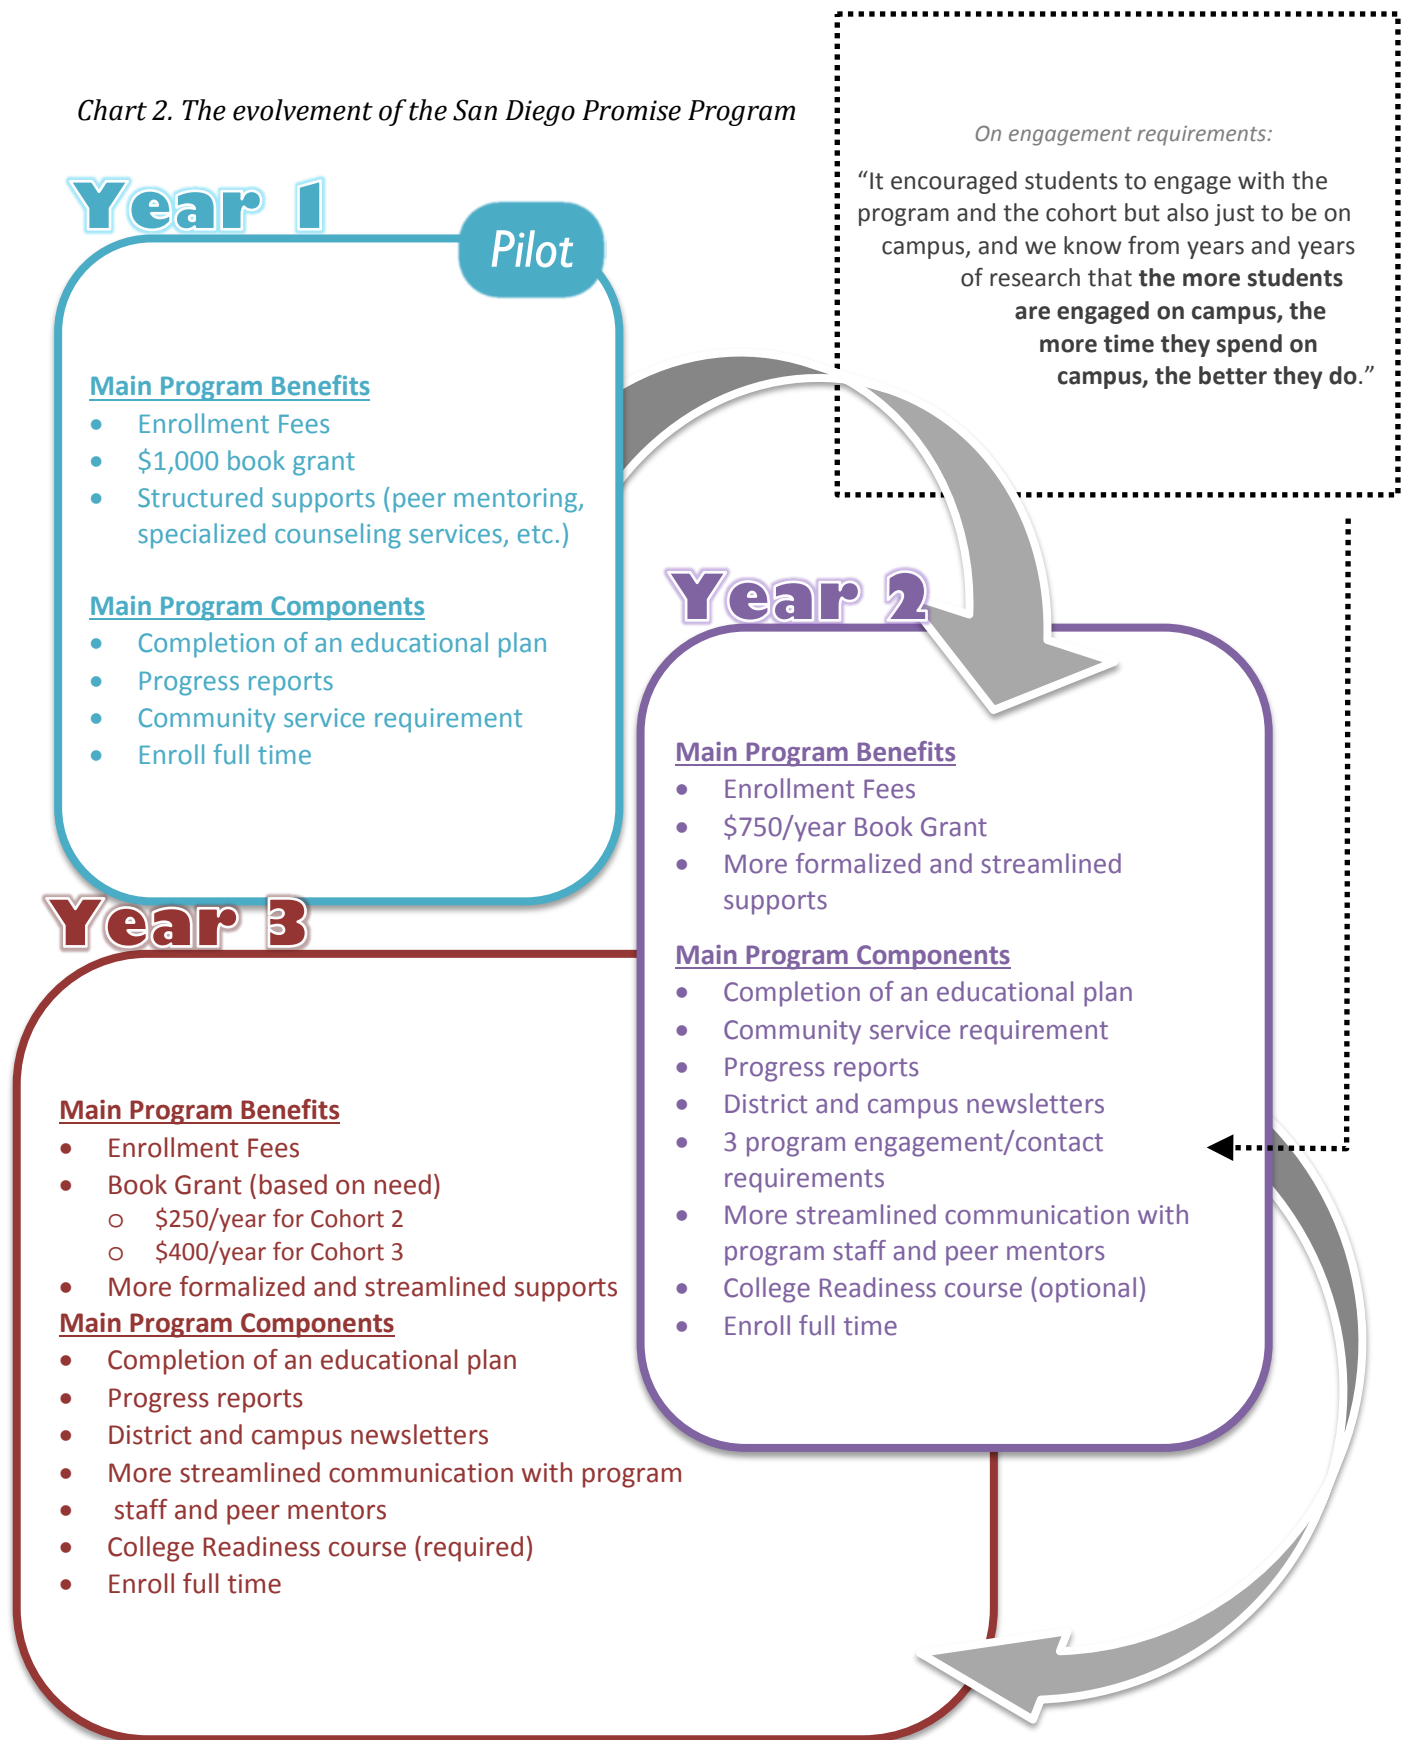 Chart 2. The evolvement of the San Diego Promise Program
On engagement requirements:
“It encouraged students to engage with the
program and the cohort but also just to be on
campus, and we know from years and years
of research that the more students
are engaged on campus, the
more time they spend on
campus, the better they do.”
Year 1
Pilot
Main Program Benefits
• Enrollment Fees
• $1,000 book grant
• Structured supports (peer mentoring,
specialized counseling services, etc.)
Main Program Components
• Completion of an educational plan
• Progress reports
• Community service requirement
• Enroll full time
Year 2
Main Program Benefits
• Enrollment Fees
• $750/year Book Grant
• More formalized and streamlined
supports
Main Program Components
• Completion of an educational plan
• Community service requirement
• Progress reports
• District and campus newsletters
• 3 program engagement/contact
requirements
• More streamlined communication with
program staff and peer mentors
• College Readiness course (optional)
• Enroll full time
Year 3
Main Program Benefits
• Enrollment Fees
• Book Grant (based on need)
o $250/year for Cohort 2
o $400/year for Cohort 3
• More formalized and streamlined supports
Main Program Components
• Completion of an educational plan
• Progress reports
• District and campus newsletters
• More streamlined communication with program
• staff and peer mentors
• College Readiness course (required)
• Enroll full time